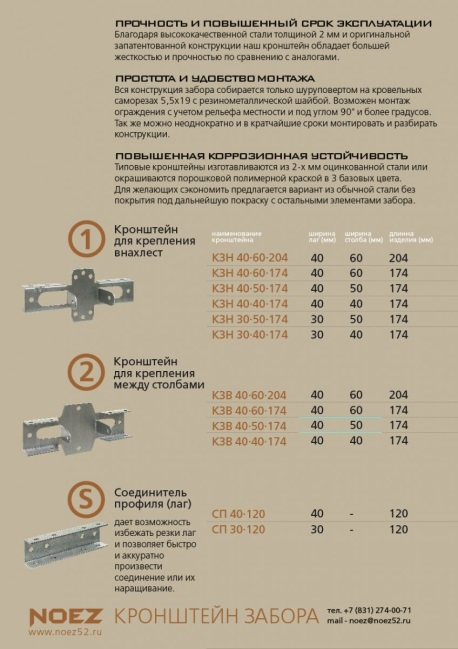 ПРОЧНОСТЬ И ПОВЫШЕННЫЙ СРОК ЭКСПЛУАТАЦИИ
Благодаря высококачественной стали толщиной 2 мм и оригинальной
запатентованной конструкции наш кронштейн обладает большей
жесткостью и прочностью по сравнению с аналогами.
ПРОСТОТА И УДОБСТВО МОНТАЖА
Вся конструкция забора собирается только шуруповертом на кровельных
саморезах 5,5х19 с резинометаллической шайбой. Возможен монтаж
ограждения с учетом рельефа местности и под углом 90° и более градусов.
Так же можно неоднократно и в кратчайшие сроки монтировать и разбирать
конструкции.
ПОВЫШЕННАЯ КОРРОЗИОННАЯ УСТОЙЧИВОСТЬ
Типовые кронштейны изготавливаются из 2-х мм оцинкованной стали или
окрашиваются порошковой полимерной краской в 3 базовых цвета.
Для желающих сэкономить предлагается вариант из обычной стали без
покрытия под дальнейшую покраску с остальными элементами забора.
1
Кронштейн
для крепления
внахлест
наименование кронштейна ширина лаг (мм) ширина столба (мм) длинна изделия (мм)
КЗН 40-60-204 40 60 204
КЗН 40-60-174 40 60 174
КЗН 40-50-174 40 50 174
КЗН 40-40-174 40 40 174
КЗН 30-50-174 30 50 174
КЗН 30-40-174 30 40 174
2
Кронштейн
для крепления
между столбами
КЗВ 40-60-204 40 60 204
КЗВ 40-60-174 40 60 174
КЗВ 40-50-174 40 50 174
КЗВ 40-40-174 40 40 174
S
Соединитель
профиля (лаг)
дает возможность
избежать резки лаг
и позволяет быстро
и аккуратно
произвести
соединение или их
наращивание.
СП 40-120 40 - 120
СП 30-120 30 - 120
NOEZ КРОНШТЕЙН ЗАБОРА
www.noez52.ru
тел. +7 (831) 274-00-71
mail - noez@noez52.ru